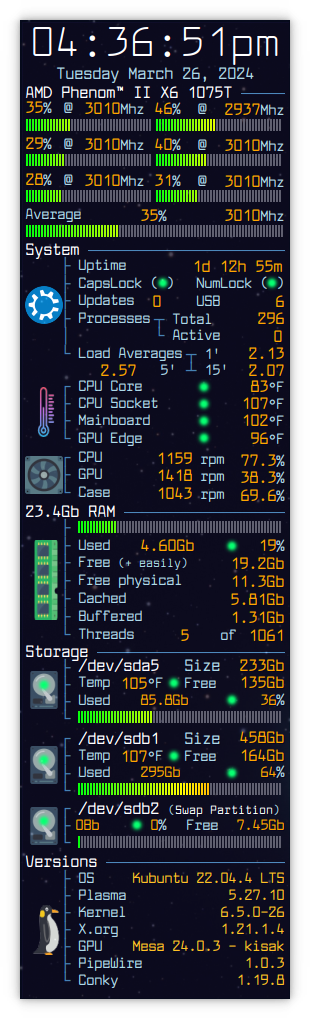 04:36:51pm
Tuesday March 26, 2024
AMD Phenom™ II X6 1075T
35% @ 3010Mhz 46% @ 2937Mhz
29% @ 3010Mhz 40% @ 3010Mhz
28% @ 3010Mhz 31% @ 3010Mhz
Average 35% 3010Mhz
System
Uptime 1d 12h 55m
CapsLock ( ) NumLock ( )
Updates 0 USB 6
Processes Total 296
Active 0
Load Averages 1' 2.13
2.57 5' 15' 2.07
CPU Core 83°F
CPU Socket 107°F
Mainboard 102°F
GPU Edge 96°F
CPU 1159 rpm 77.3%
GPU 1418 rpm 38.3%
Case 1043 rpm 69.6%
23.4Gb RAM
Used 4.60Gb 19%
Free (+ easily) 19.2Gb
Free physical 11.3Gb
Cached 5.81Gb
Buffered 1.31Gb
Threads 5 of 1061
Storage
/dev/sda5 Size 233Gb
Temp 105°F Free 135Gb
Used 85.8Gb 36%
/dev/sdb1 Size 458Gb
Temp 107°F Free 164Gb
Used 295Gb 64%
/dev/sdb2 (Swap Partition)
0Bb 0% Free 7.45Gb
Versions
OS Kubuntu 22.04.4 LTS
Plasma 5.27.10
Kernel 6.5.0-26
X.org 1.21.1.4
GPU Mesa 24.0.3 - kisak
PipeWire 1.0.3
Conky 1.19.8